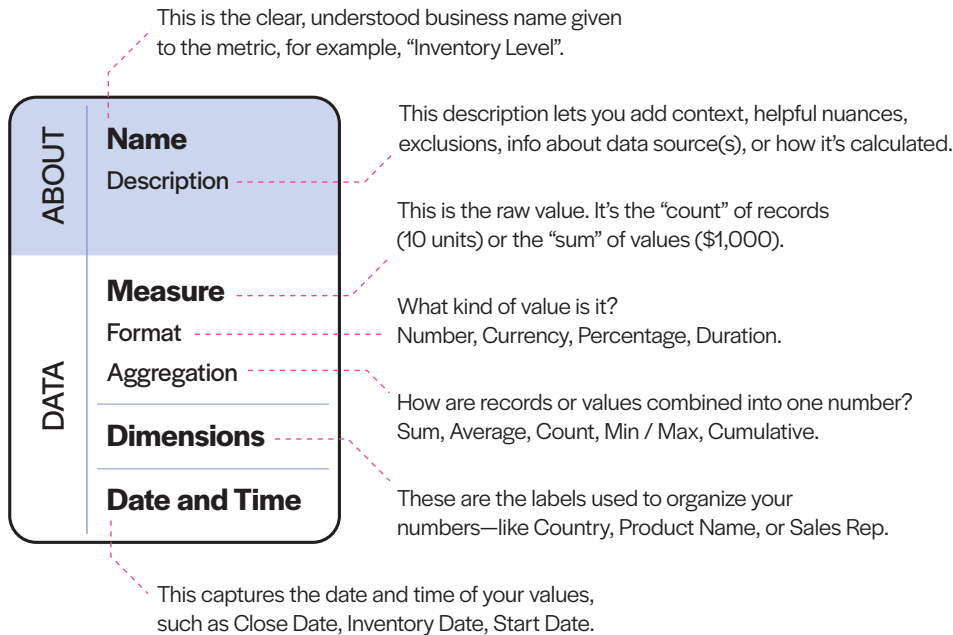 This is the clear, understood business name given
to the metric, for example, “Inventory Level”.
ABOUT
Name
Description
This description lets you add context, helpful nuances,
exclusions, info about data source(s), or how it’s calculated.
This is the raw value. It’s the “count” of records
(10 units) or the “sum” of values ($1,000).
DATA
Measure
Format
Aggregation
What kind of value is it?
Number, Currency, Percentage, Duration.
How are records or values combined into one number?
Sum, Average, Count, Min / Max, Cumulative.
Dimensions
These are the labels used to organize your
numbers—like Country, Product Name, or Sales Rep.
Date and Time
This captures the date and time of your values,
such as Close Date, Inventory Date, Start Date.